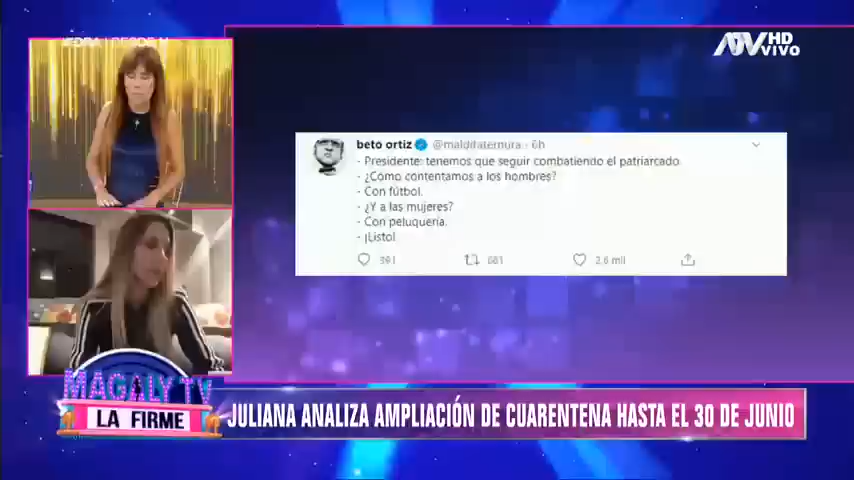 ATV HD
VIVO
beto ortiz @malditaternura · 6h
- Presidente: tenemos que seguir combatiendo el patriarcado.
- ¿Cómo contentamos a los hombres?
- Con fútbol.
- ¿Y a las mujeres?
- Con peluquería.
- ¡Listo!
391
681
2,6 mil
MAGALY TV
LA FIRME
JULIANA ANALIZA AMPLIACIÓN DE CUARENTENA HASTA EL 30 DE JUNIO